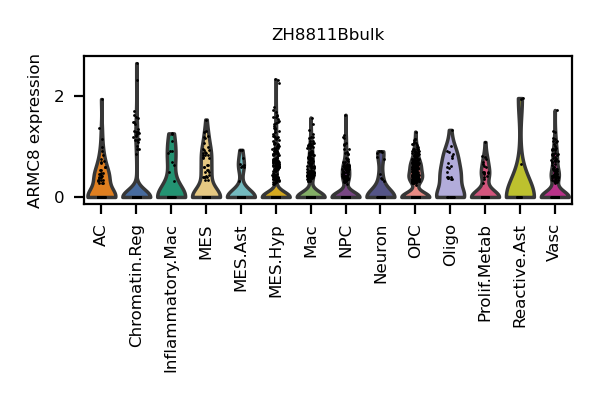 ZH8811Bbulk
ARMC8 expression
2
0
AC
Chromatin.Reg
Inflammatory.Mac
MES
MES.Ast
MES.Hyp
Mac
NPC
Neuron
OPC
Oligo
Prolif.Metab
Reactive.Ast
Vasc